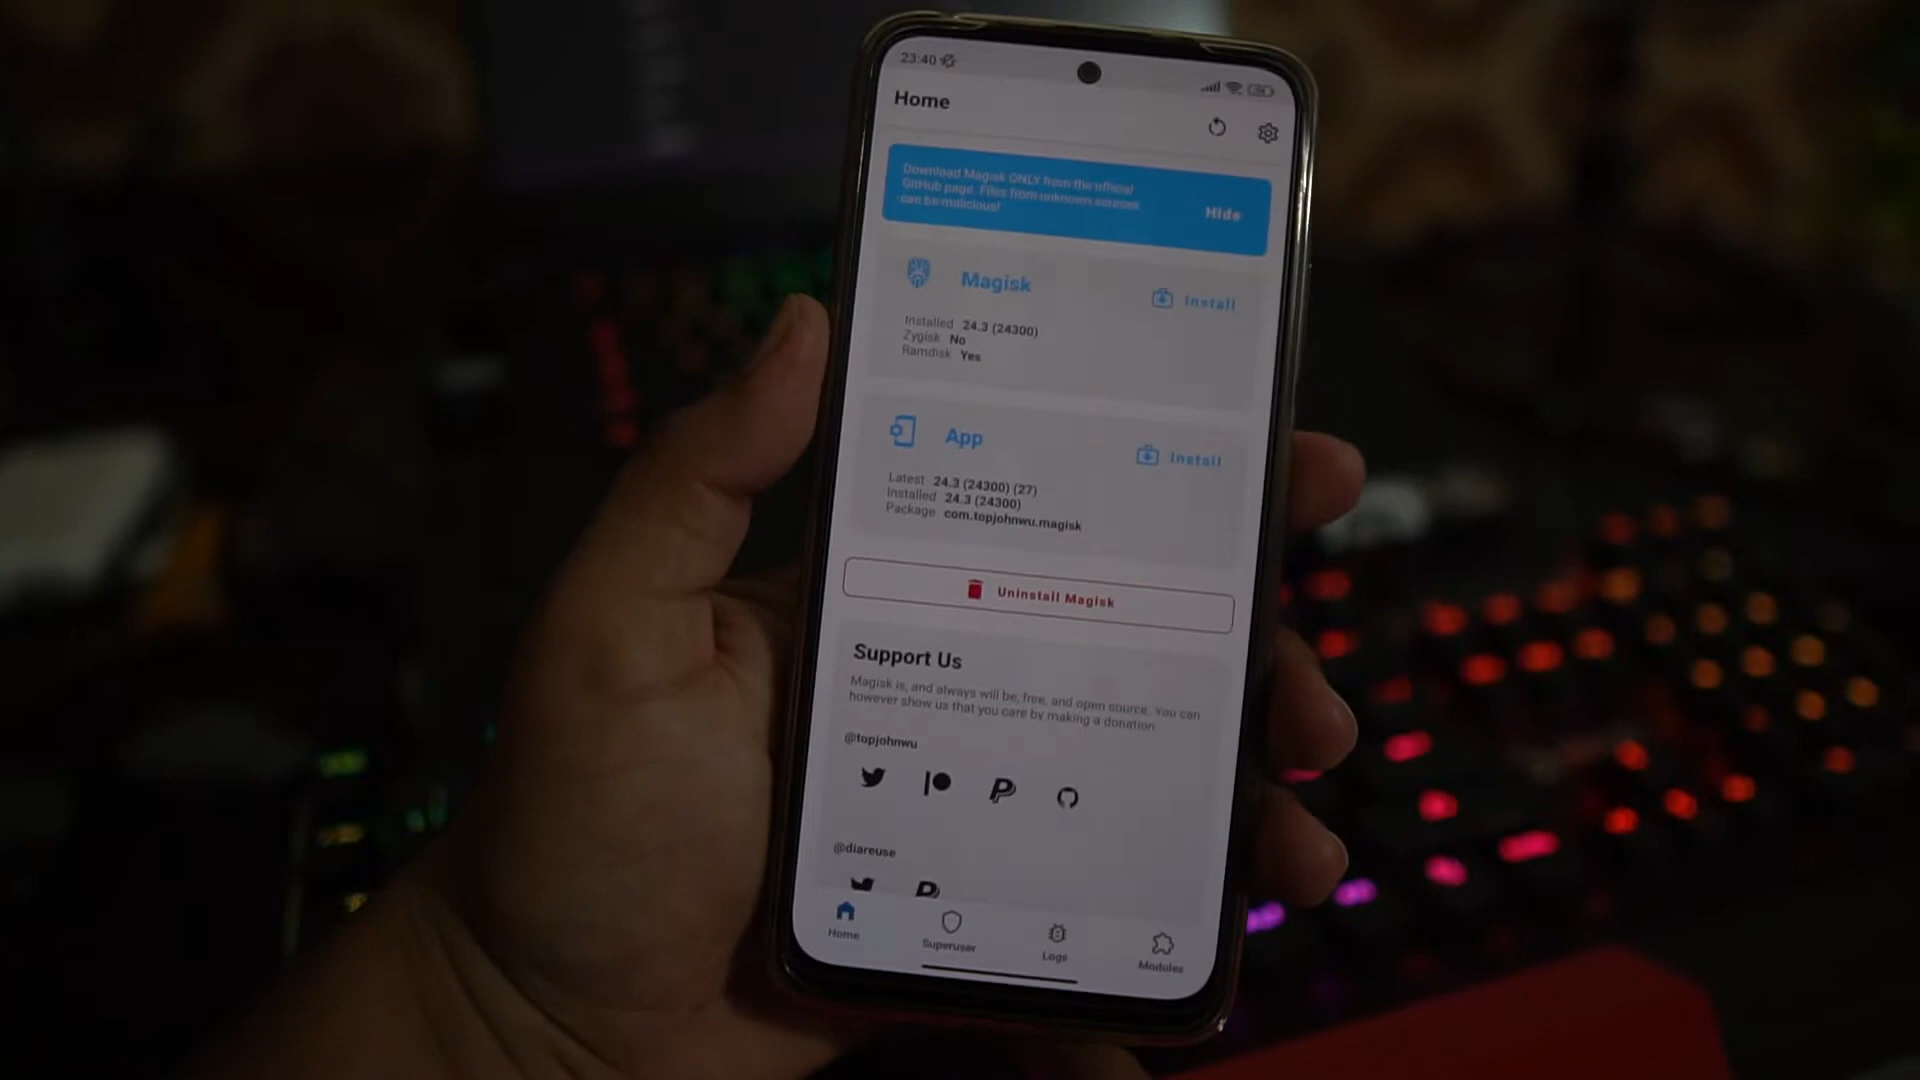 23:40
Home
Download Magisk ONLY from the official
GitHub page. Files from unknown sources
can be malicious!
Hide
Magisk
Install
Installed 24.3 (24300)
Zygisk No
Ramdisk Yes
App
Install
Latest 24.3 (24300) (27)
Installed 24.3 (24300)
Package com.topjohnwu.magisk
Uninstall Magisk
Support Us
Magisk is, and always will be, free, and open source. You can
however show us that you care by making a donation
@topjohnwu
@diareuse
Home
Superuser
Logs
Modules